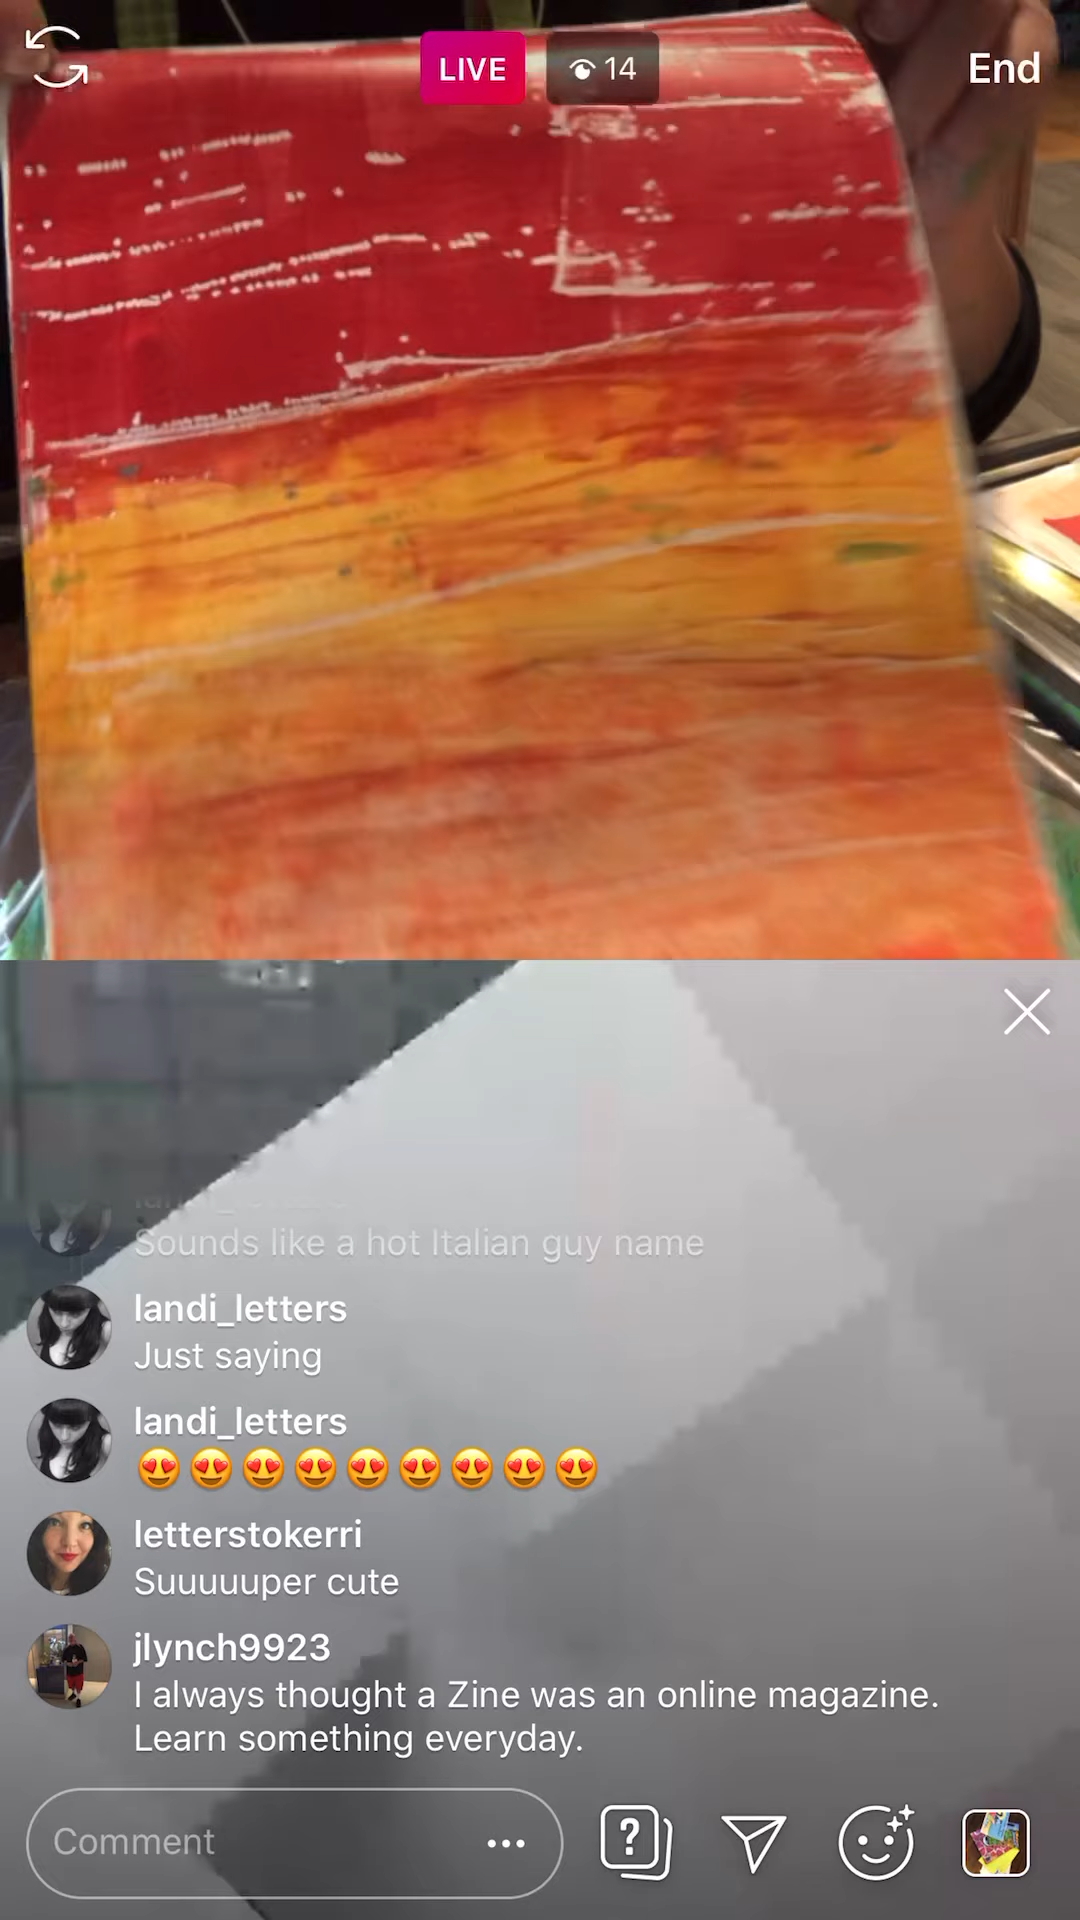 LIVE
14
End
landi_letters
Sounds like a hot Italian guy name
landi_letters
Just saying
landi_letters
😍😍😍😍😍😍😍😍😍
letterstokerri
Suuuuuper cute
jlynch9923
I always thought a Zine was an online magazine.
Learn something everyday.
Comment